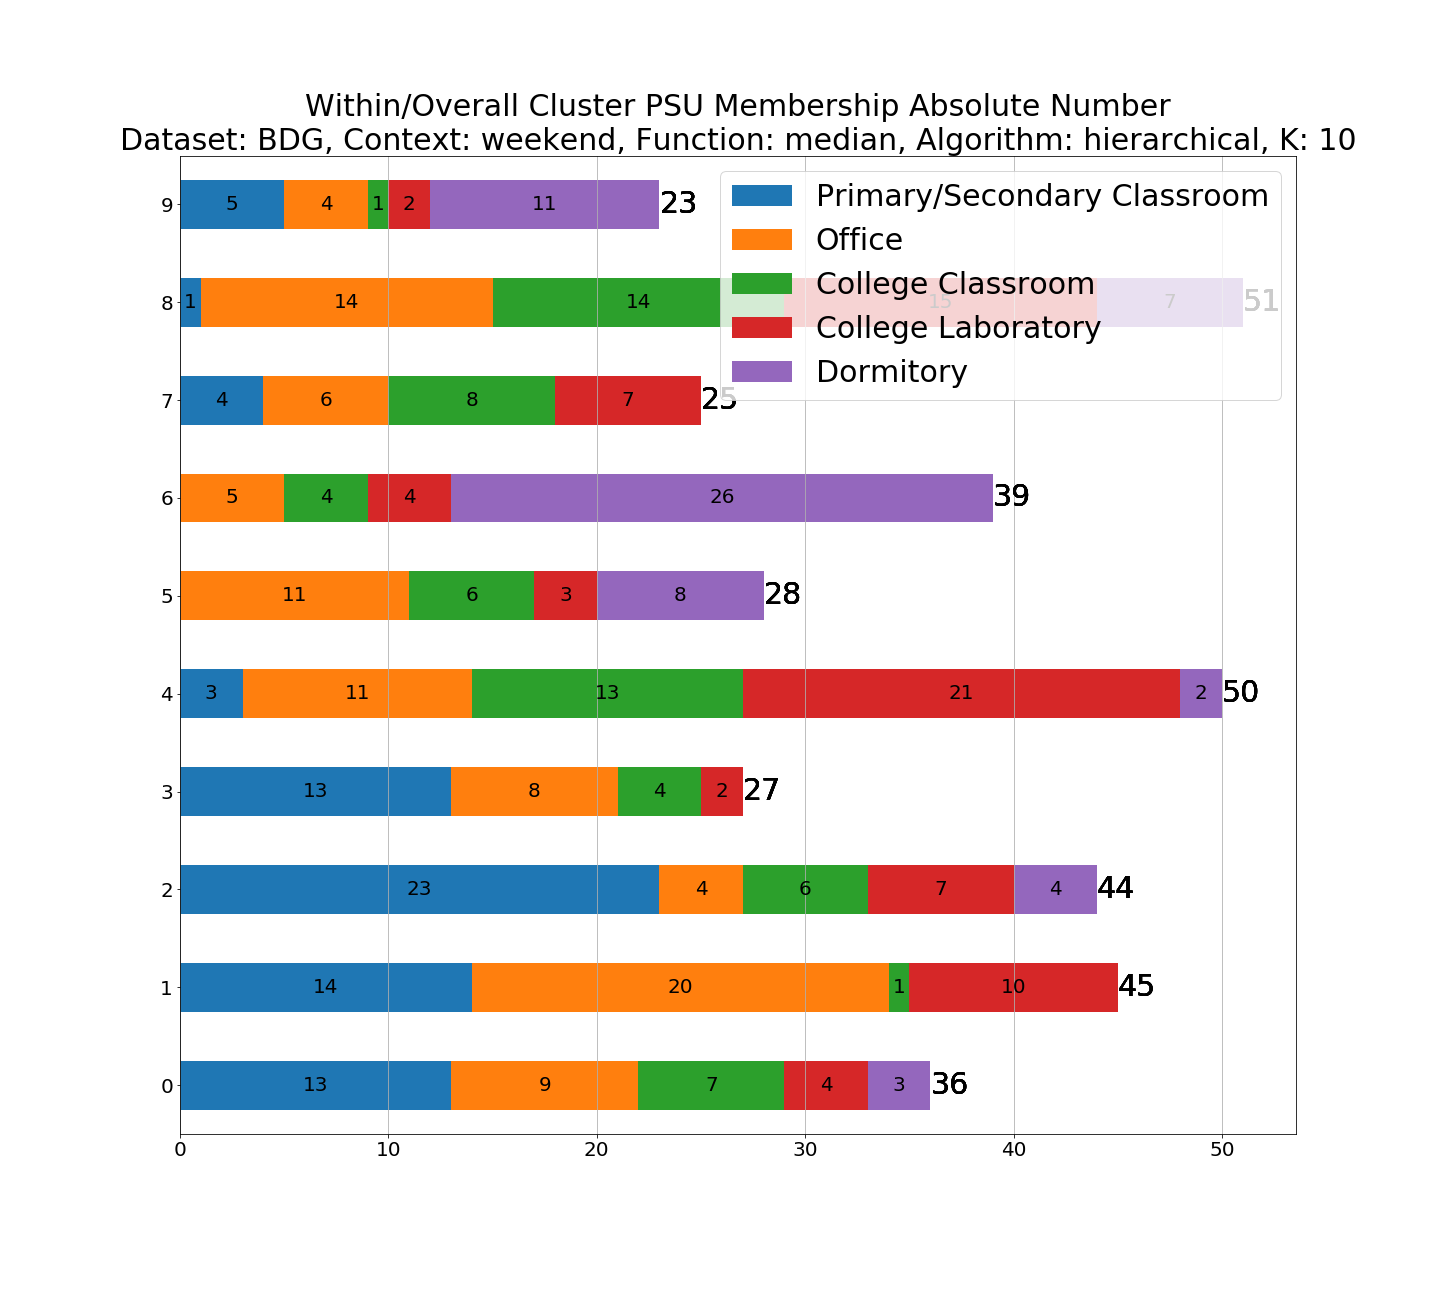 Within/Overall Cluster PSU Membership Absolute Number
Dataset: BDG, Context: weekend, Function: median, Algorithm: hierarchical, K: 10
Primary/Secondary Classroom
Office
College Classroom
College Laboratory
Dormitory
9 5 4 1 2 11 23
8 1 14 14 15 7 51
7 4 6 8 7 25
6 5 4 4 26 39
5 11 6 3 8 28
4 3 11 13 21 2 50
3 13 8 4 2 27
2 23 4 6 7 4 44
1 14 20 1 10 45
0 13 9 7 4 3 36
0 10 20 30 40 50